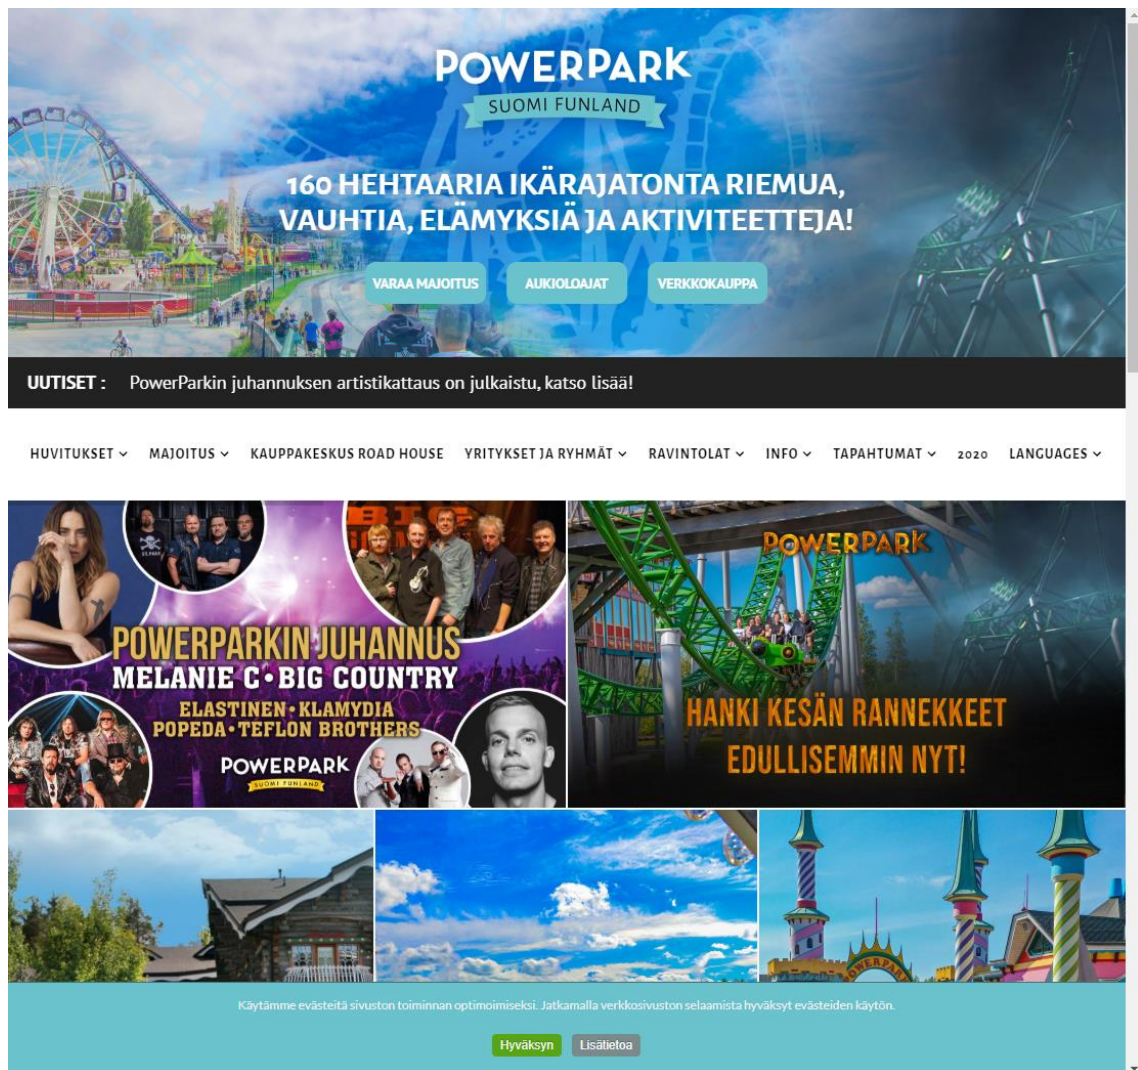 POWERPARK
SUOMI FUNLAND
160 HEHTAARIA IKÄRAJATONTA RIEMUA,
VAUHTIA, ELÄMYKSIÄ JA AKTIVITEETTEJA!
VARAA MAJOITUS AUKIOLOAJAT VERKKOKAUPPA
UUTISET : PowerParkin juhannuksen artistikattaus on julkaistu, katso lisää!
HUVITUKSET MAJOITUS KAUPPAKESKUS ROAD HOUSE YRITYKSET JA RYHMÄT RAVINTOLAT INFO TAPAHTUMAT 2020 LANGUAGES
POWERPARKIN JUHANNUS
MELANIE C • BIG COUNTRY
ELASTINEN • KLAMYDIA
POPEDA • TEFLON BROTHERS
POWERPARK
SUOMI FUNLAND
POWERPARK
HANKI KESÄN RANNEKKEET
EDULLISEMMIN NYT!
POWERPARK
Käytämme evästeitä sivuston toiminnan optimoimiseksi. Jatkamalla verkkosivuston selaamista hyväksyt evästeiden käytön.
Hyväksyn Lisätietoa